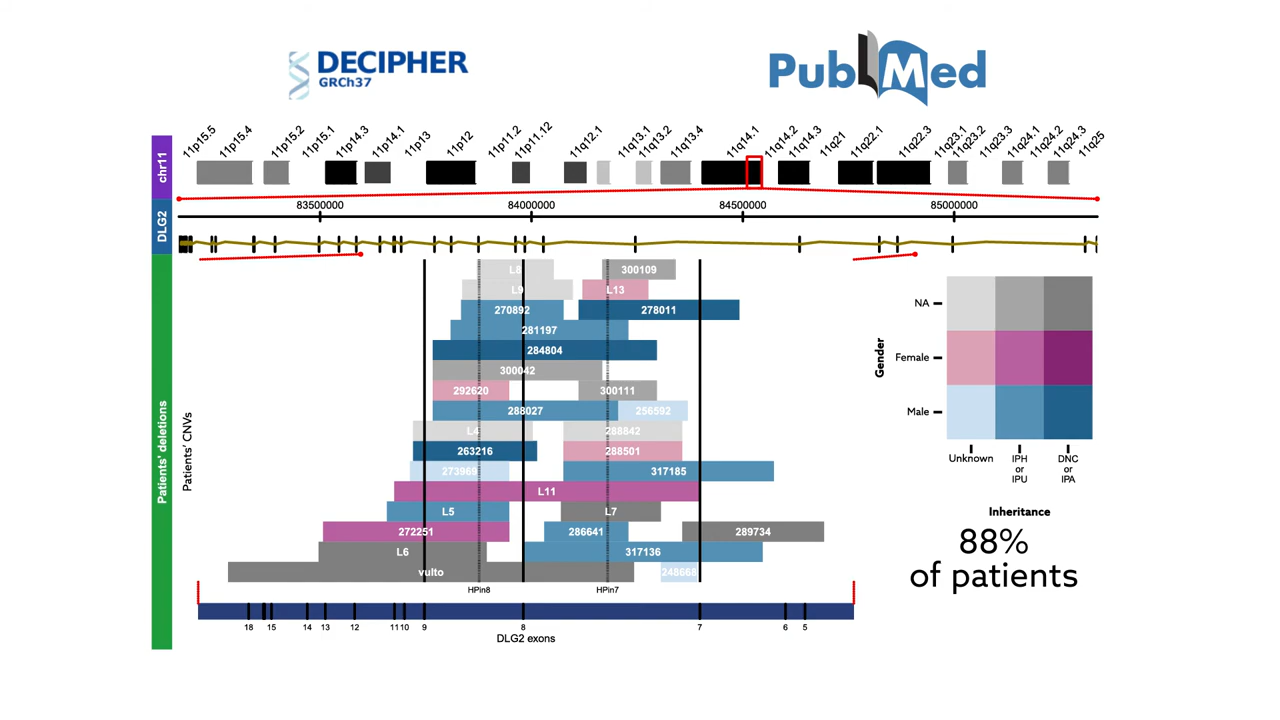 DECIPHER
GRCh37
PubMed
chr11
11p15.5
11p15.4
11p15.2
11p15.1
11p14.3
11p14.1
11p13
11p12
11p11.2
11p11.12
11q12.1
11q13.1
11q13.2
11q13.4
11q14.1
11q14.2
11q14.3
11q21
11q22.1
11q22.3
11q23.1
11q23.2
11q23.3
11q24.1
11q24.2
11q24.3
11q25
DLG2
83500000 84000000 84500000 85000000
Patients' deletions
Patients' CNVs
L8 300109
L9 L13
270892 278011
281197
284804
300042
292620 300111
288027 256592
L4 288842
263216 288501
273969 317185
L11
L5 L7
272251 286641 289734
L6 317136
vulto 248668
HPin8 HPin7
18 15 14 13 12 11 10 9 8 7 6 5
DLG2 exons
Gender
NA
Female
Male
Unknown
IPH
or
IPU
DNC
or
IPA
Inheritance
88%
of patients